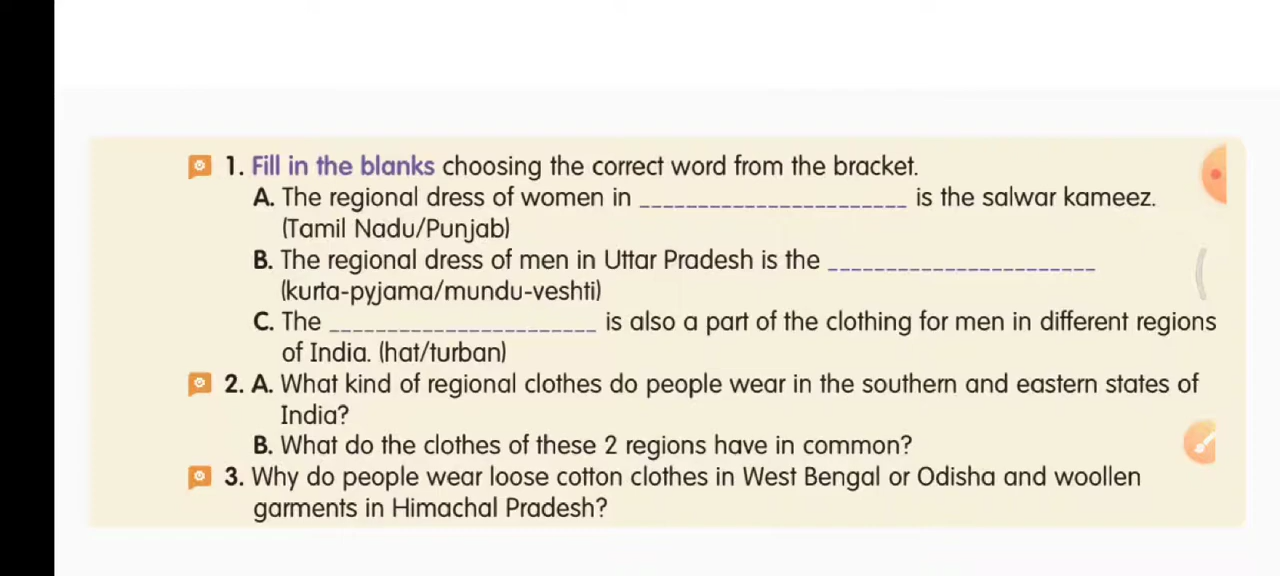 1. Fill in the blanks choosing the correct word from the bracket.
A. The regional dress of women in _______________________ is the salwar kameez.
(Tamil Nadu/Punjab)
B. The regional dress of men in Uttar Pradesh is the _______________________
(kurta-pyjama/mundu-veshti)
C. The _______________________ is also a part of the clothing for men in different regions
of India. (hat/turban)
2. A. What kind of regional clothes do people wear in the southern and eastern states of
India?
B. What do the clothes of these 2 regions have in common?
3. Why do people wear loose cotton clothes in West Bengal or Odisha and woollen
garments in Himachal Pradesh?